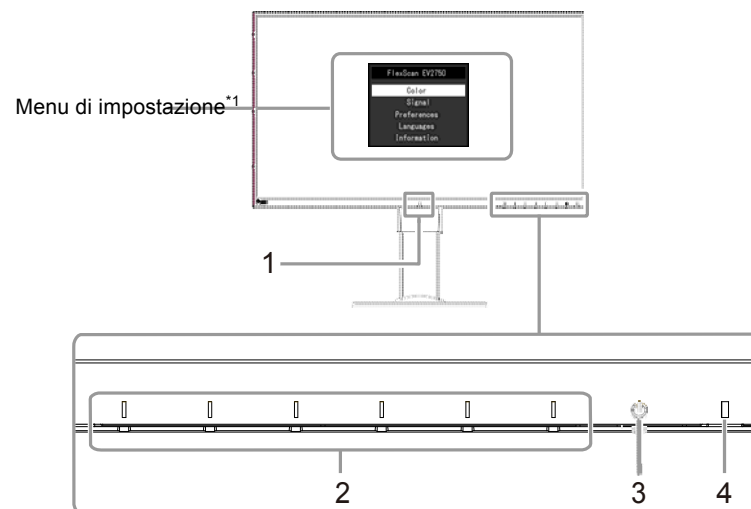 FlexScan EV2750
Color
Signal
Preferences
Languages
Information
Menu di impostazione*1
1
2
3
4